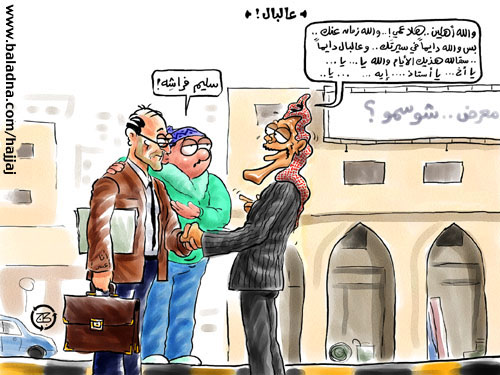 عالبال !
والله أهلين .. هلا عمي !.. والله زمان عنك ..
بس والله دايماً في سيرتك .. وعالبال دايماً
.. سقالله هذيك الأيام والله يا ... يا ...
يا أخ ... يا أستاذ .... إيه ... ... يا ..
سليم فراشه!
معرض .. شو سمو ؟
www.baladna.com/hajjaj